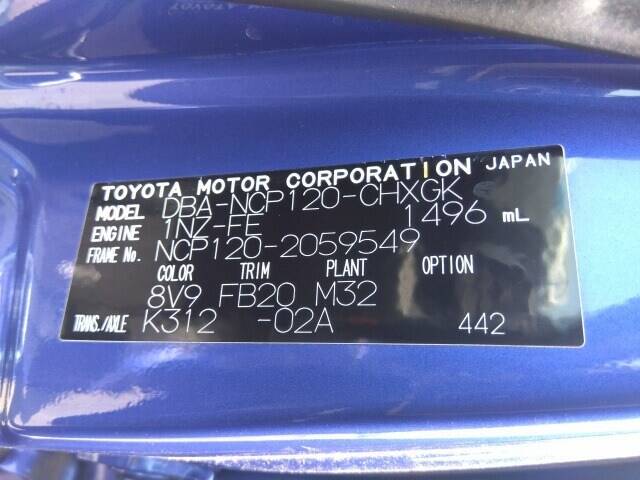 TOYOTA MOTOR CORPORATION JAPAN
MODEL DBA-NCP120-CHXGK
ENGINE 1NZ-FE 1496 mL
FRAME No. NCP120-2059549
COLOR TRIM PLANT OPTION
8V9 FB20 M32
TRANS./AXLE K312 -02A 442